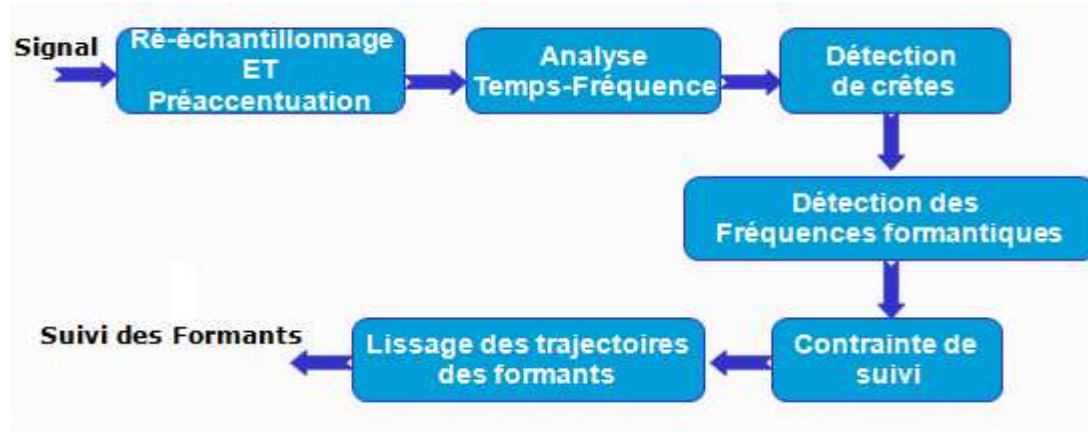 Signal
Ré-échantillonnage
ET
Préaccentuation
Analyse
Temps-Fréquence
Détection
de crêtes
Détection des
Fréquences formantiques
Contrainte de
suivi
Lissage des trajectoires
des formants
Suivi des Formants